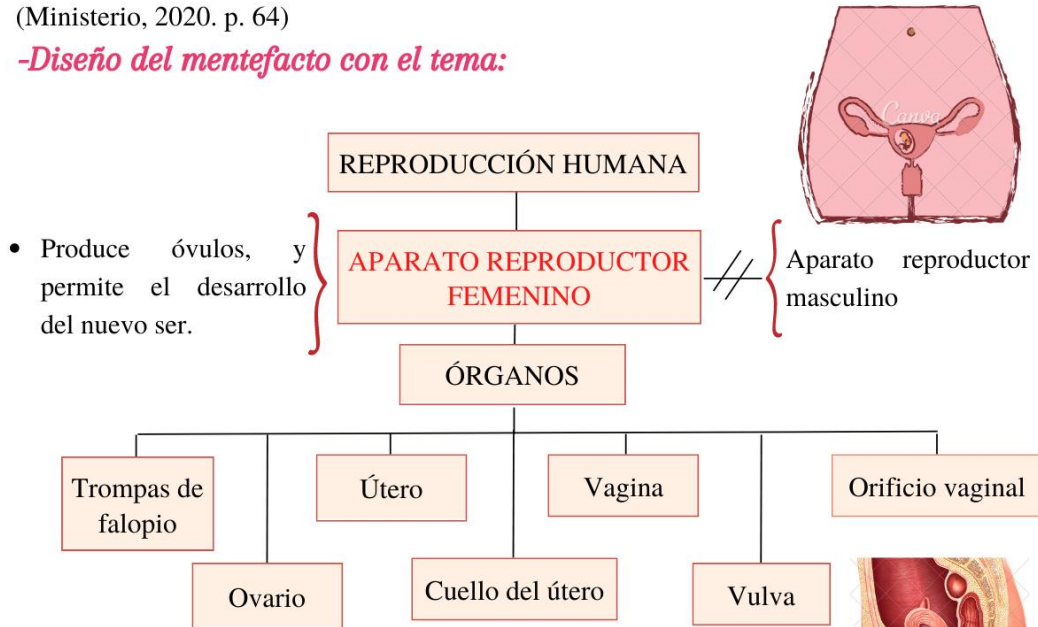 (Ministerio, 2020. p. 64)
-Diseño del mentefacto con el tema:
Canva
REPRODUCCIÓN HUMANA
• Produce óvulos, y
permite el desarrollo
del nuevo ser.
APARATO REPRODUCTOR
FEMENINO
Aparato reproductor
masculino
ÓRGANOS
Trompas de
falopio
Útero
Vagina
Orificio vaginal
Ovario
Cuello del útero
Vulva